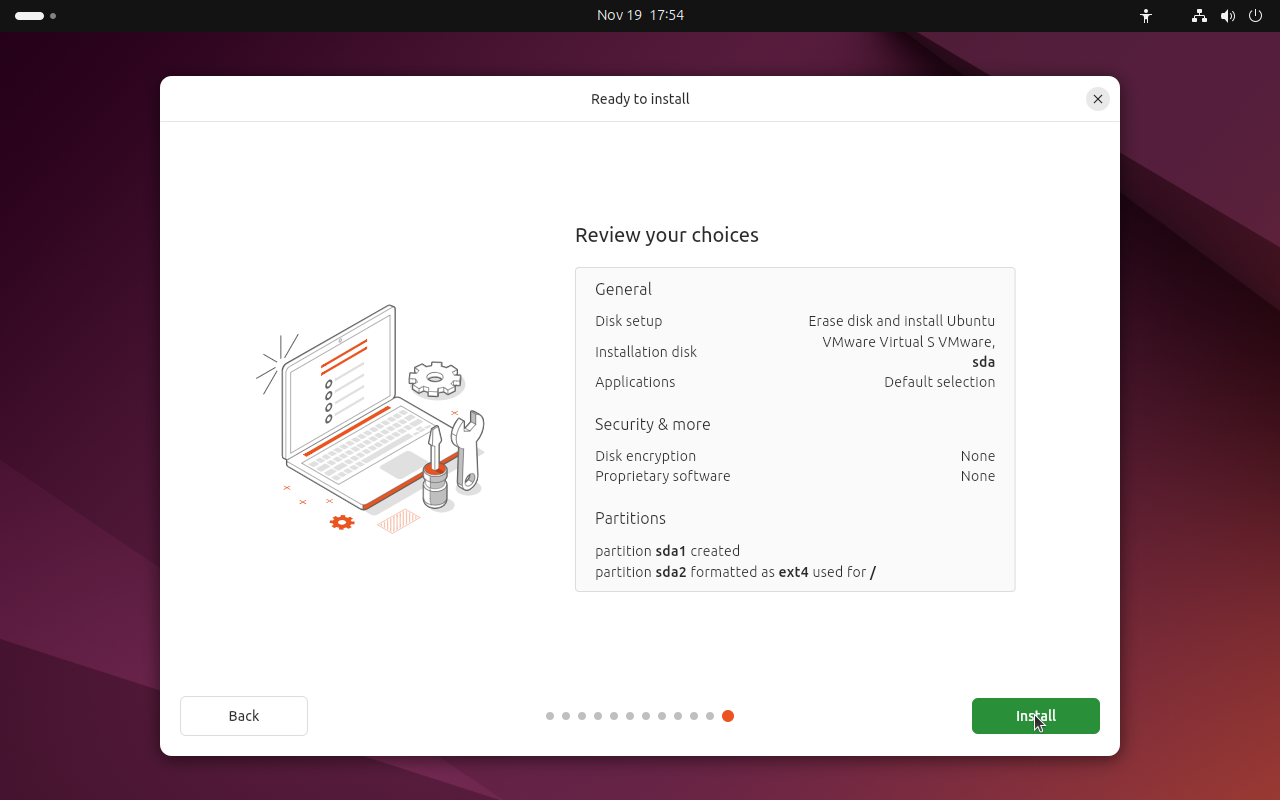 Nov 19 17:54
Ready to install
Review your choices
General
Disk setup Erase disk and install Ubuntu
Installation disk VMware Virtual S VMware,
sda
Applications Default selection
Security & more
Disk encryption None
Proprietary software None
Partitions
partition sda1 created
partition sda2 formatted as ext4 used for /
Back
Install